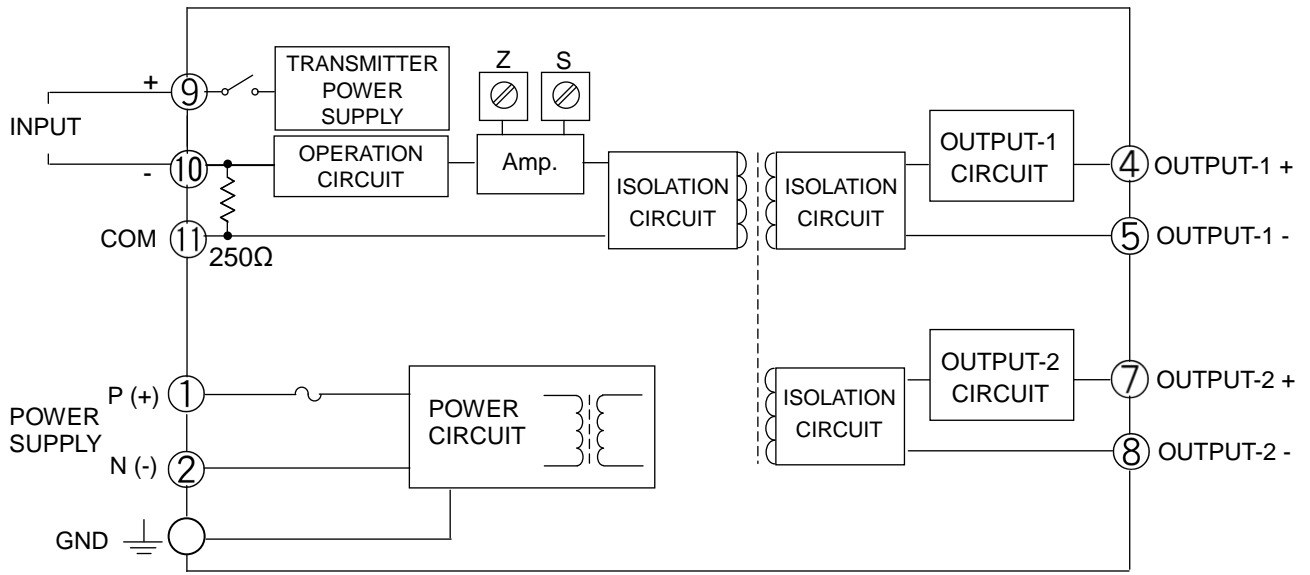 INPUT
+
9
TRANSMITTER
POWER
SUPPLY
Z
S
-
10
OPERATION
CIRCUIT
Amp.
COM
11
250Ω
ISOLATION
CIRCUIT
ISOLATION
CIRCUIT
OUTPUT-1
CIRCUIT
4
OUTPUT-1 +
5
OUTPUT-1 -
POWER
SUPPLY
P (+)
1
N (-)
2
GND
POWER
CIRCUIT
ISOLATION
CIRCUIT
OUTPUT-2
CIRCUIT
7
OUTPUT-2 +
8
OUTPUT-2 -